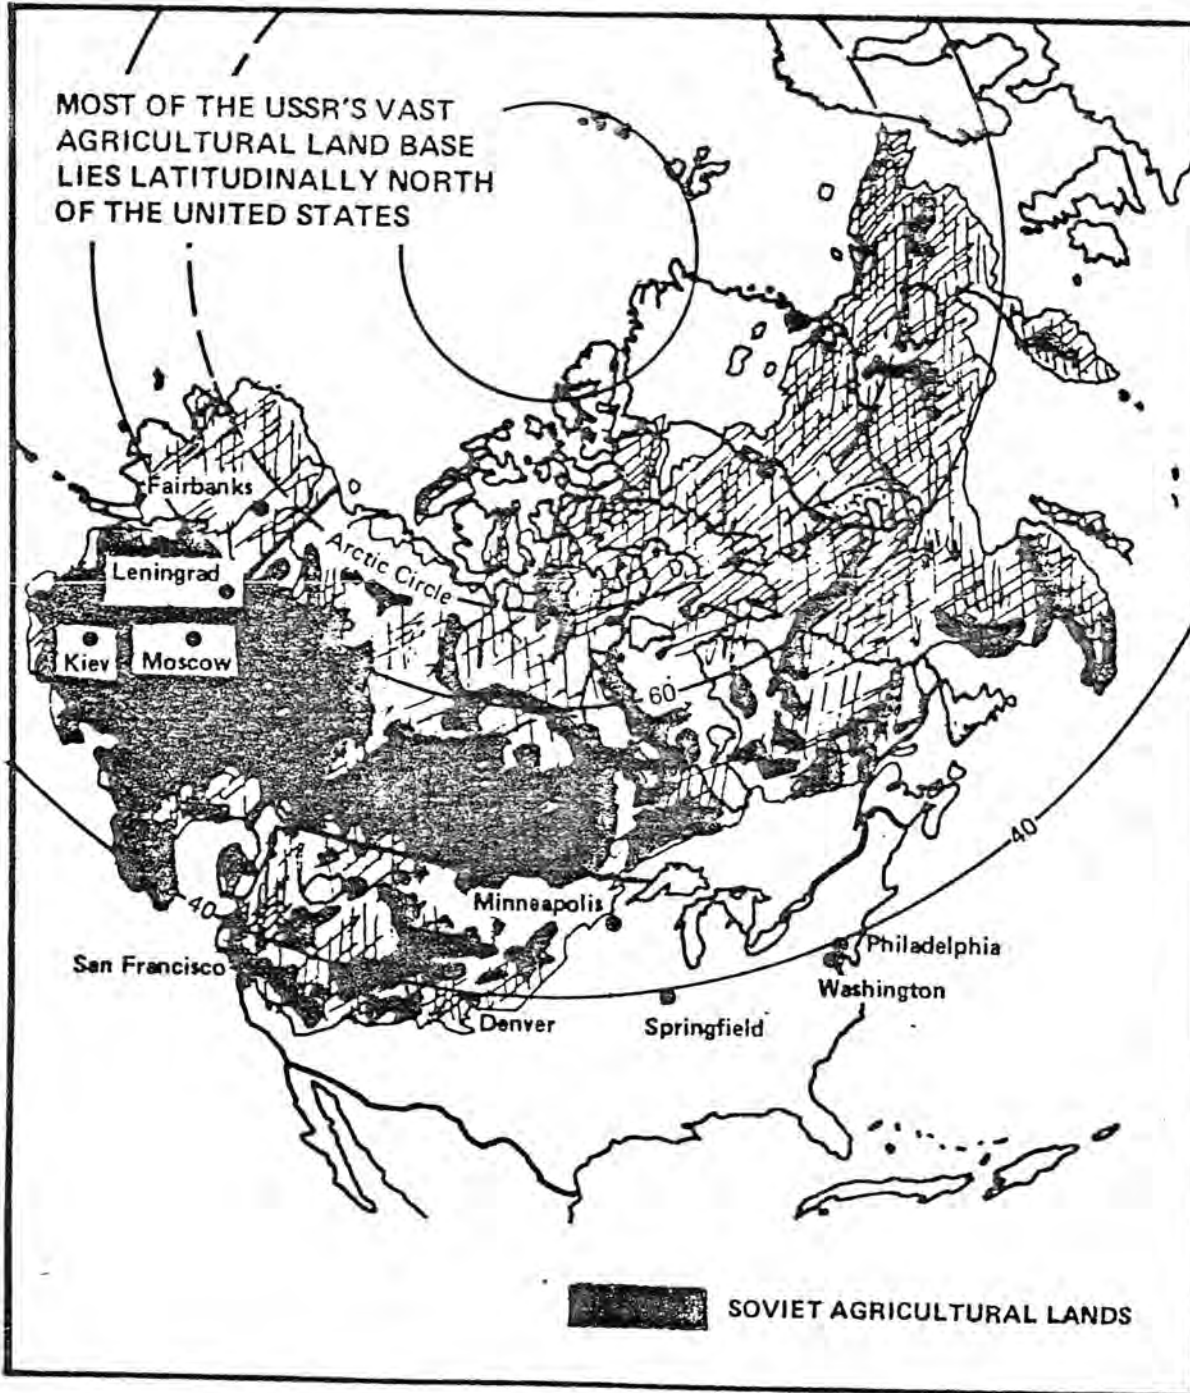 MOST OF THE USSR'S VAST
AGRICULTURAL LAND BASE
LIES LATITUDINALLY NORTH
OF THE UNITED STATES
Fairbanks
Arctic Circle
Leningrad
Kiev
Moscow
60
40
40
Minneapolis
San Francisco
Philadelphia
Washington
Denver
Springfield
SOVIET AGRICULTURAL LANDS